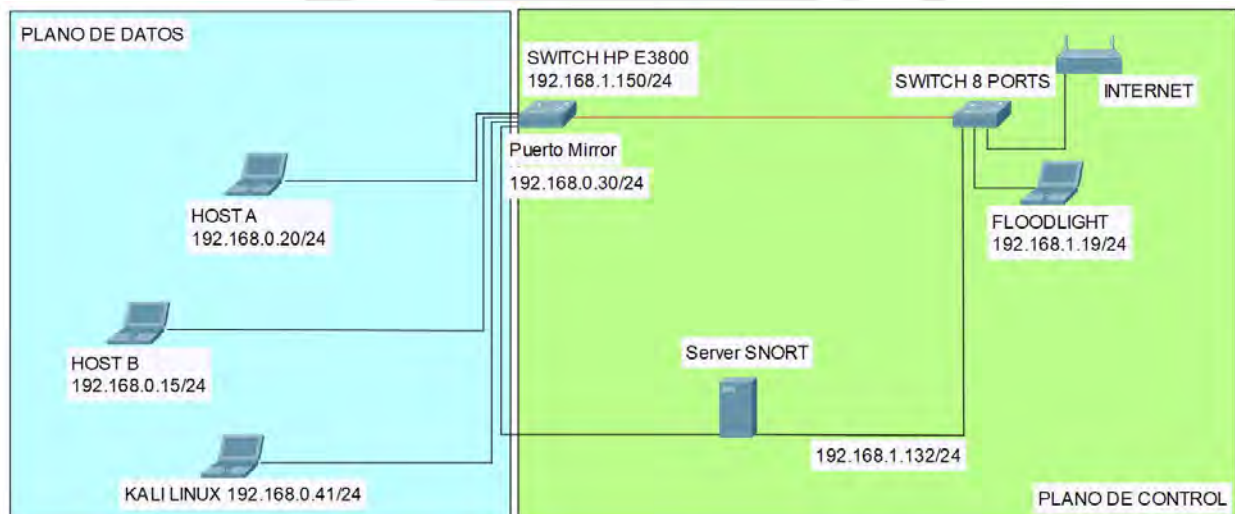 PLANO DE DATOS
SWITCH HP E3800
192.168.1.150/24
SWITCH 8 PORTS
INTERNET
Puerto Mirror
192.168.0.30/24
HOST A
192.168.0.20/24
FLOODLIGHT
192.168.1.19/24
HOST B
192.168.0.15/24
Server SNORT
192.168.1.132/24
KALI LINUX 192.168.0.41/24
PLANO DE CONTROL